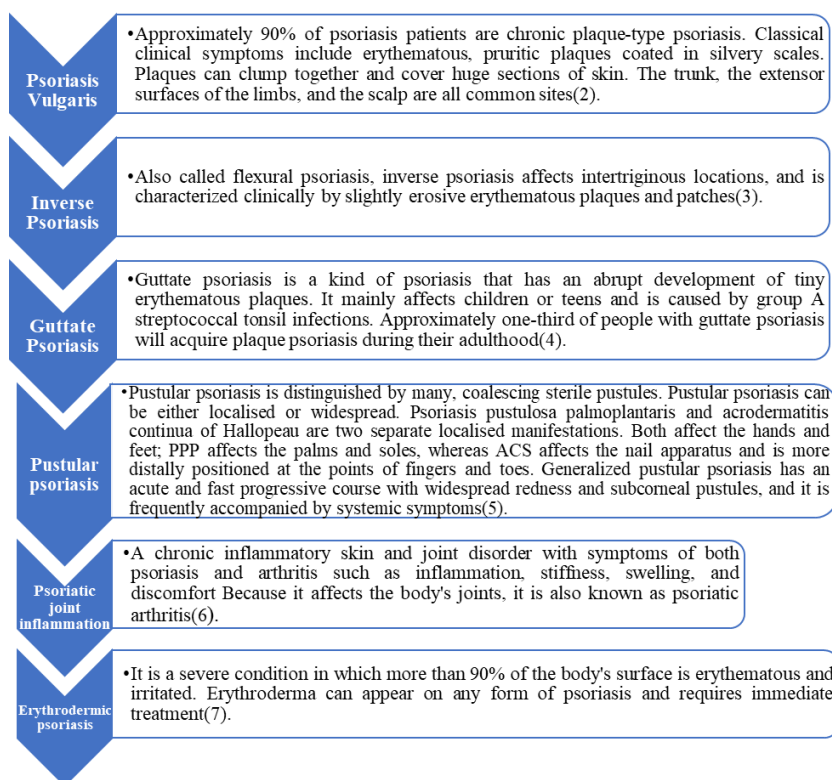 Psoriasis
Vulgaris
•Approximately 90% of psoriasis patients are chronic plaque-type psoriasis. Classical
clinical symptoms include erythematous, pruritic plaques coated in silvery scales.
Plaques can clump together and cover huge sections of skin. The trunk, the extensor
surfaces of the limbs, and the scalp are all common sites(2).
Inverse
Psoriasis
•Also called flexural psoriasis, inverse psoriasis affects intertriginous locations, and is
characterized clinically by slightly erosive erythematous plaques and patches(3).
Guttate
Psoriasis
•Guttate psoriasis is a kind of psoriasis that has an abrupt development of tiny
erythematous plaques. It mainly affects children or teens and is caused by group A
streptococcal tonsil infections. Approximately one-third of people with guttate psoriasis
will acquire plaque psoriasis during their adulthood(4).
Pustular
psoriasis
•Pustular psoriasis is distinguished by many, coalescing sterile pustules. Pustular psoriasis can
be either localised or widespread. Psoriasis pustulosa palmoplantaris and acrodermatitis
continua of Hallopeau are two separate localised manifestations. Both affect the hands and
feet; PPP affects the palms and soles, whereas ACS affects the nail apparatus and is more
distally positioned at the points of fingers and toes. Generalized pustular psoriasis has an
acute and fast progressive course with widespread redness and subcorneal pustules, and it is
frequently accompanied by systemic symptoms(5).
Psoriatic
joint
inflammation
•A chronic inflammatory skin and joint disorder with symptoms of both
psoriasis and arthritis such as inflammation, stiffness, swelling, and
discomfort Because it affects the body's joints, it is also known as psoriatic
arthritis(6).
Erythrodermic
psoriasis
•It is a severe condition in which more than 90% of the body's surface is erythematous and
irritated. Erythroderma can appear on any form of psoriasis and requires immediate
treatment(7).